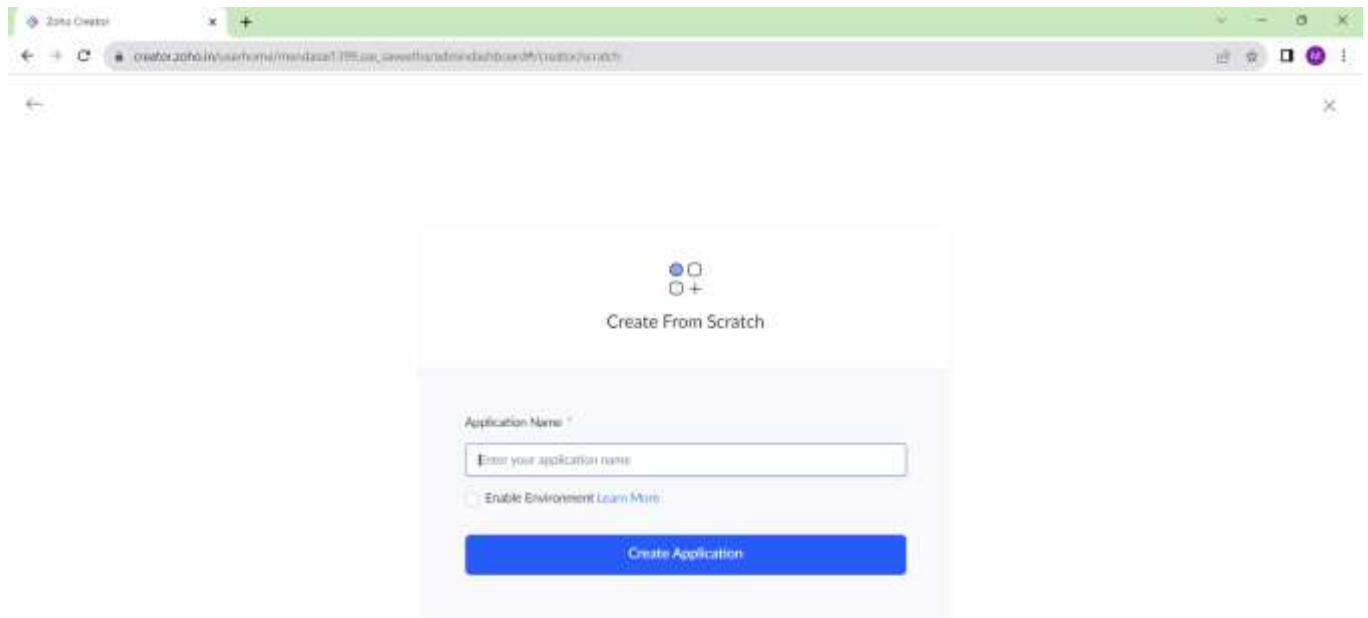 Zoho Creator
Create From Scratch
Application Name *
Enter your application name
Enable Environment Learn More
Create Application